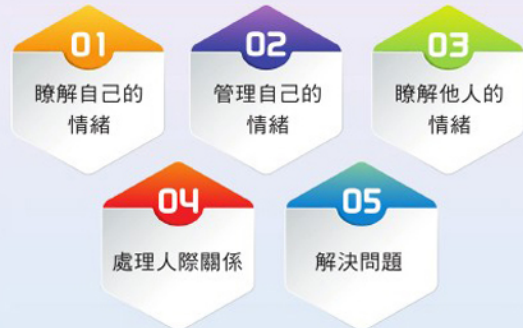 01
瞭解自己的
情緒
02
管理自己的
情緒
03
瞭解他人的
情緒
04
處理人際關係
05
解決問題